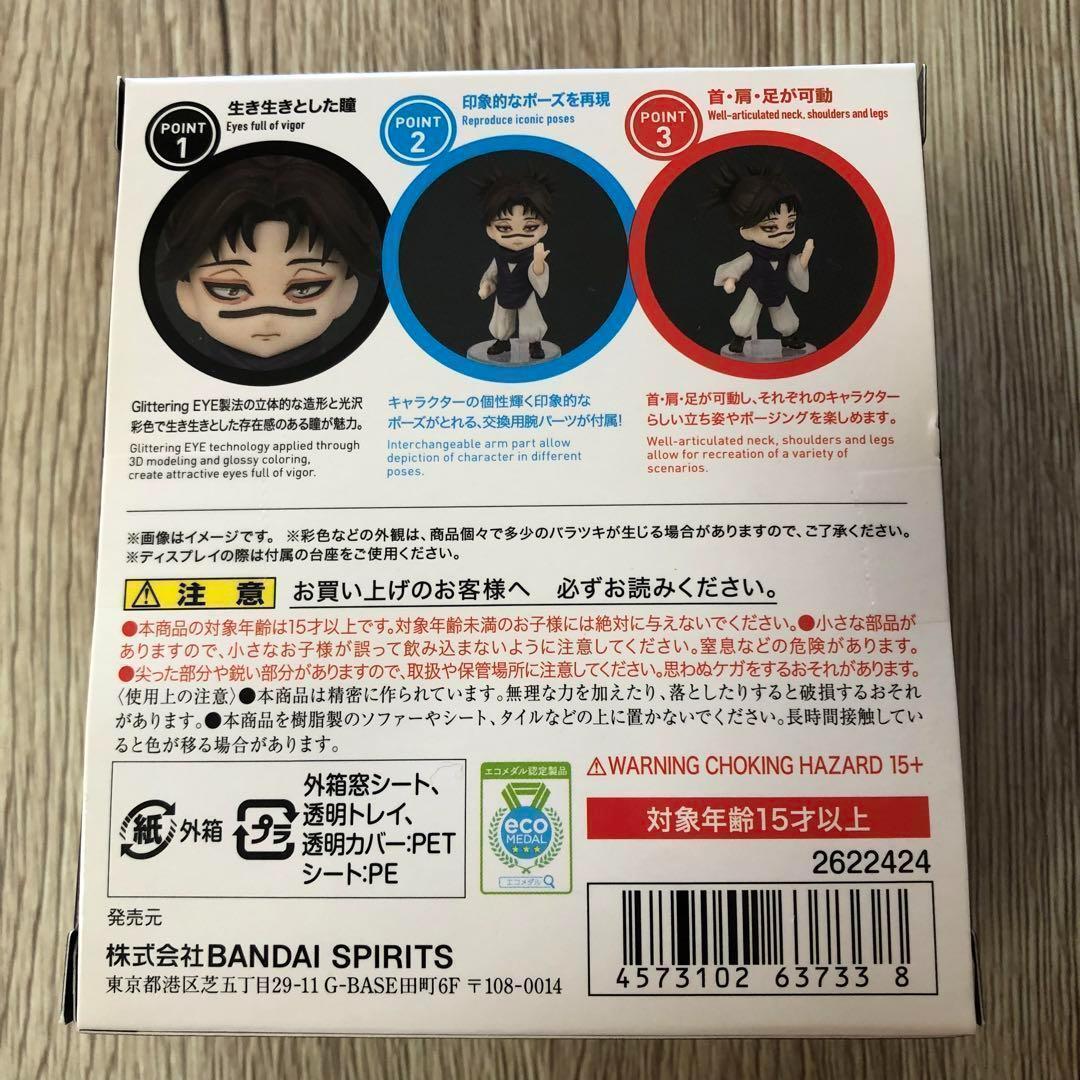 POINT 1
生き生きとした瞳
Eyes full of vigor
POINT 2
印象的なポーズを再現
Reproduce iconic poses
POINT 3
首・肩・足が可動
Well-articulated neck, shoulders and legs
Glittering EYE製法の立体的な造形と光沢
彩色で生き生きとした存在感のある瞳が魅力。
Glittering EYE technology applied through
3D modeling and glossy coloring,
create attractive eyes full of vigor.
キャラクターの個性輝く印象的な
ポーズがとれる、交換用腕パーツが付属!
Interchangeable arm part allow
depiction of character in different
poses.
首・肩・足が可動し、それぞれのキャラクター
らしい立ち姿やポージングを楽しめます。
Well-articulated neck, shoulders and legs
allow for recreation of a variety of
scenarios.
※画像はイメージです。 ※彩色などの外観は、商品個々で多少のバラツキが生じる場合がありますので、ご了承ください。
※ディスプレイの際は付属の台座をご使用ください。
注意 お買い上げのお客様へ 必ずお読みください。
●本商品の対象年齢は15才以上です。対象年齢未満のお子様には絶対に与えないでください。●小さな部品が
ありますので、小さなお子様が誤って飲み込まないように注意してください。窒息などの危険があります。
●尖った部分や鋭い部分がありますので、取扱や保管場所に注意してください。思わぬケガをするおそれがあります。
〈使用上の注意〉●本商品は精密に作られています。無理な力を加えたり、落としたりすると破損するおそれ
があります。●本商品を樹脂製のソファーやシート、タイルなどの上に置かないでください。長時間接触してい
ると色が移る場合があります。
紙 外箱
プラ
外箱窓シート、
透明トレイ、
透明カバー:PET
シート:PE
エコメダル認定製品
eco
MEDAL
エコメダル
⚠WARNING CHOKING HAZARD 15+
対象年齢15才以上
2622424
4573102 63733 8
発売元
株式会社BANDAI SPIRITS
東京都港区芝五丁目29-11 G-BASE田町6F 〒108-0014